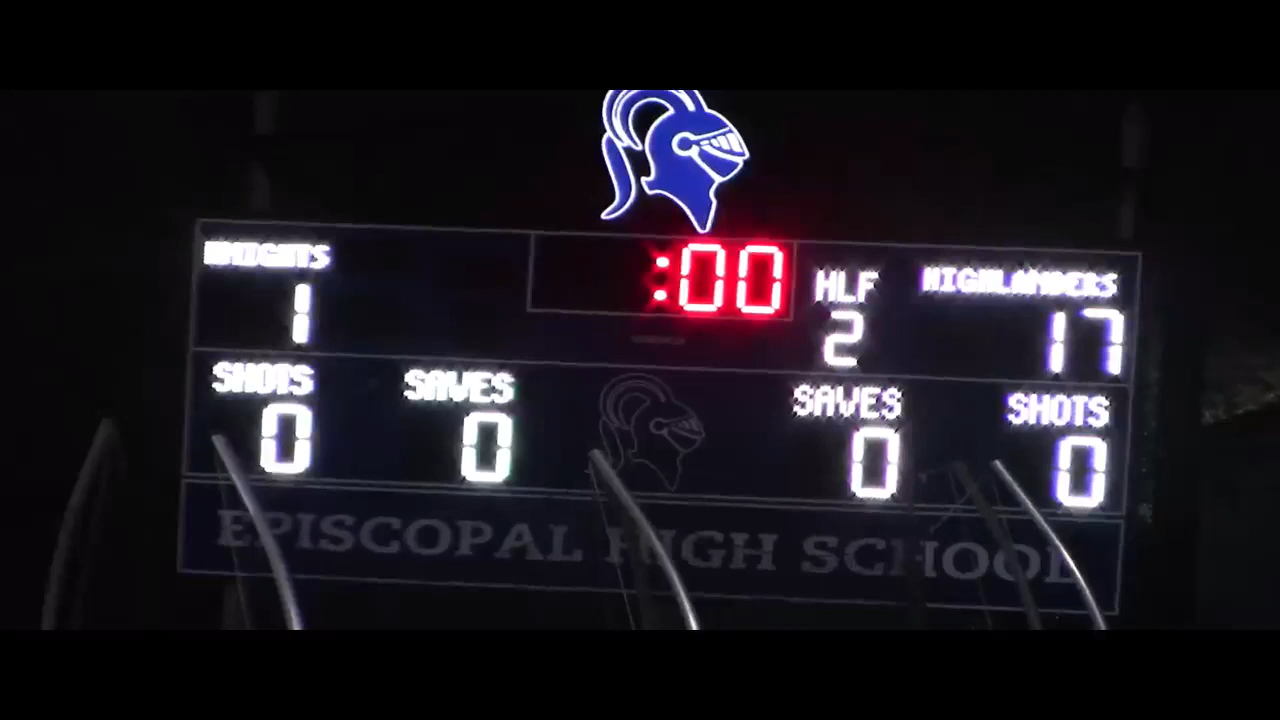 KNIGHTS :00 HLF HIGHLANDERS
1 2 17
SHOTS SAVES SAVES SHOTS
0 0 0 0
EPISCOPAL HIGH SCHOOL